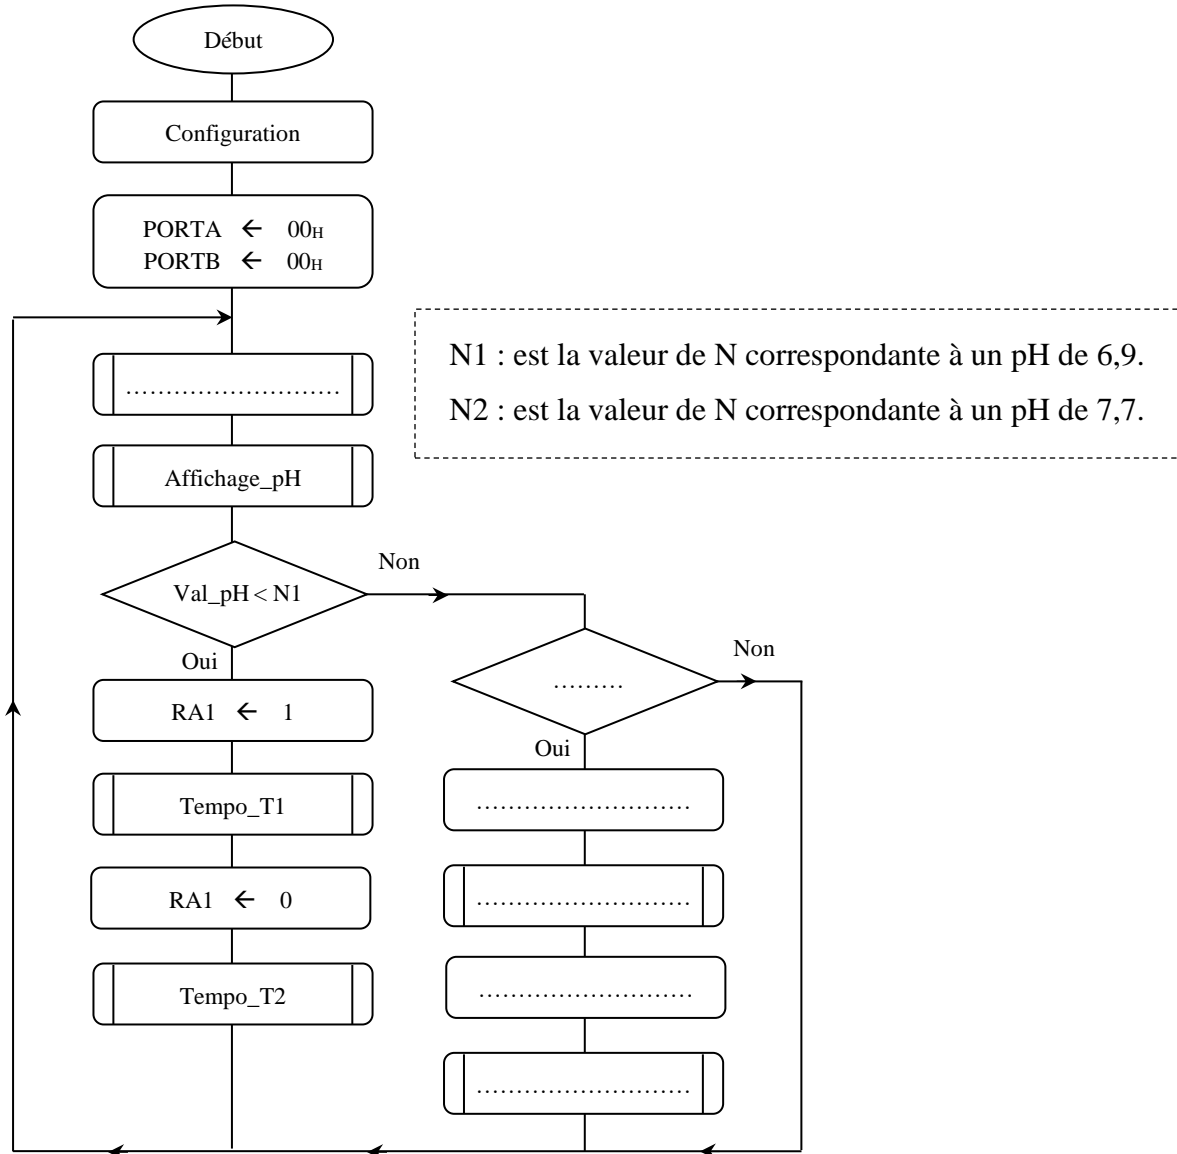 Début
Configuration
PORTA ← 00H
PORTB ← 00H
N1 : est la valeur de N correspondante à un pH de 6,9.
N2 : est la valeur de N correspondante à un pH de 7,7.
...........................
Affichage_pH
Val_pH < N1
Non
Oui
RA1 ← 1
Tempo_T1
RA1 ← 0
Tempo_T2
.........
Non
Oui
...........................
...........................
...........................
...........................